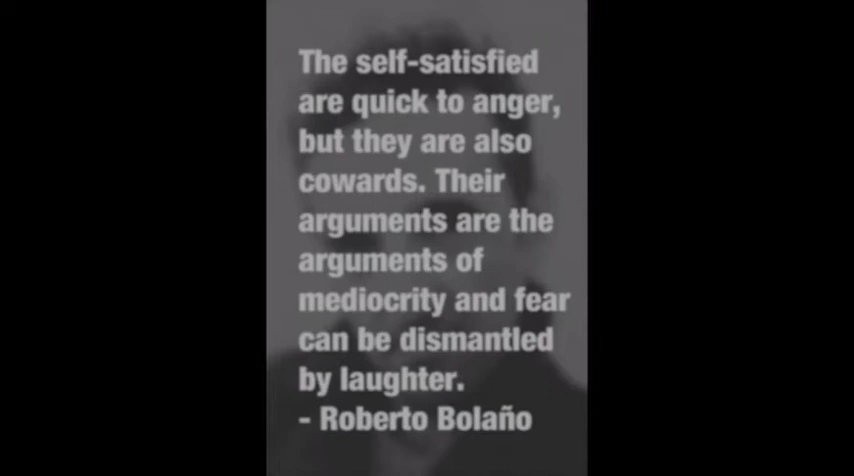 The self-satisfied
are quick to anger,
but they are also
cowards. Their
arguments are the
arguments of
mediocrity and fear
can be dismantled
by laughter.
- Roberto Bolaño